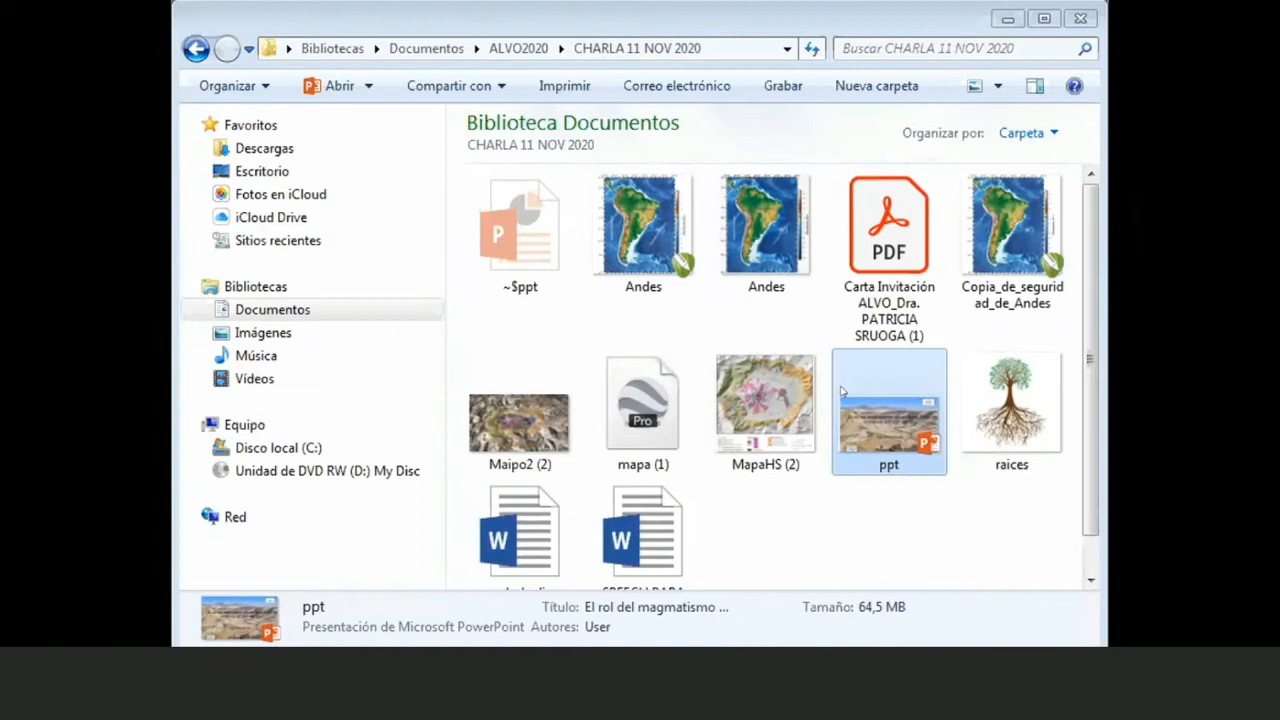 Bibliotecas
Documentos
ALVO2020
CHARLA 11 NOV 2020
Buscar CHARLA 11 NOV 2020
Organizar
Abrir
Compartir con
Imprimir
Correo electrónico
Grabar
Nueva carpeta
Favoritos
Descargas
Escritorio
Fotos en iCloud
iCloud Drive
Sitios recientes
Bibliotecas
Documentos
Imágenes
Música
Vídeos
Equipo
Disco local (C:)
Unidad de DVD RW (D:) My Disc
Red
Biblioteca Documentos
CHARLA 11 NOV 2020
Organizar por: Carpeta
P
~$ppt
Andes
Andes
PDF
Carta Invitación
ALVO_Dra.
PATRICIA
SRUOGA (1)
Copia_de_segurid
ad_de_Andes
Maipo2 (2)
Pro
mapa (1)
MapaHS (2)
ppt
raices
W
W
ppt
Título: El rol del magmatismo ...
Tamaño: 64,5 MB
Presentación de Microsoft PowerPoint
Autores: User